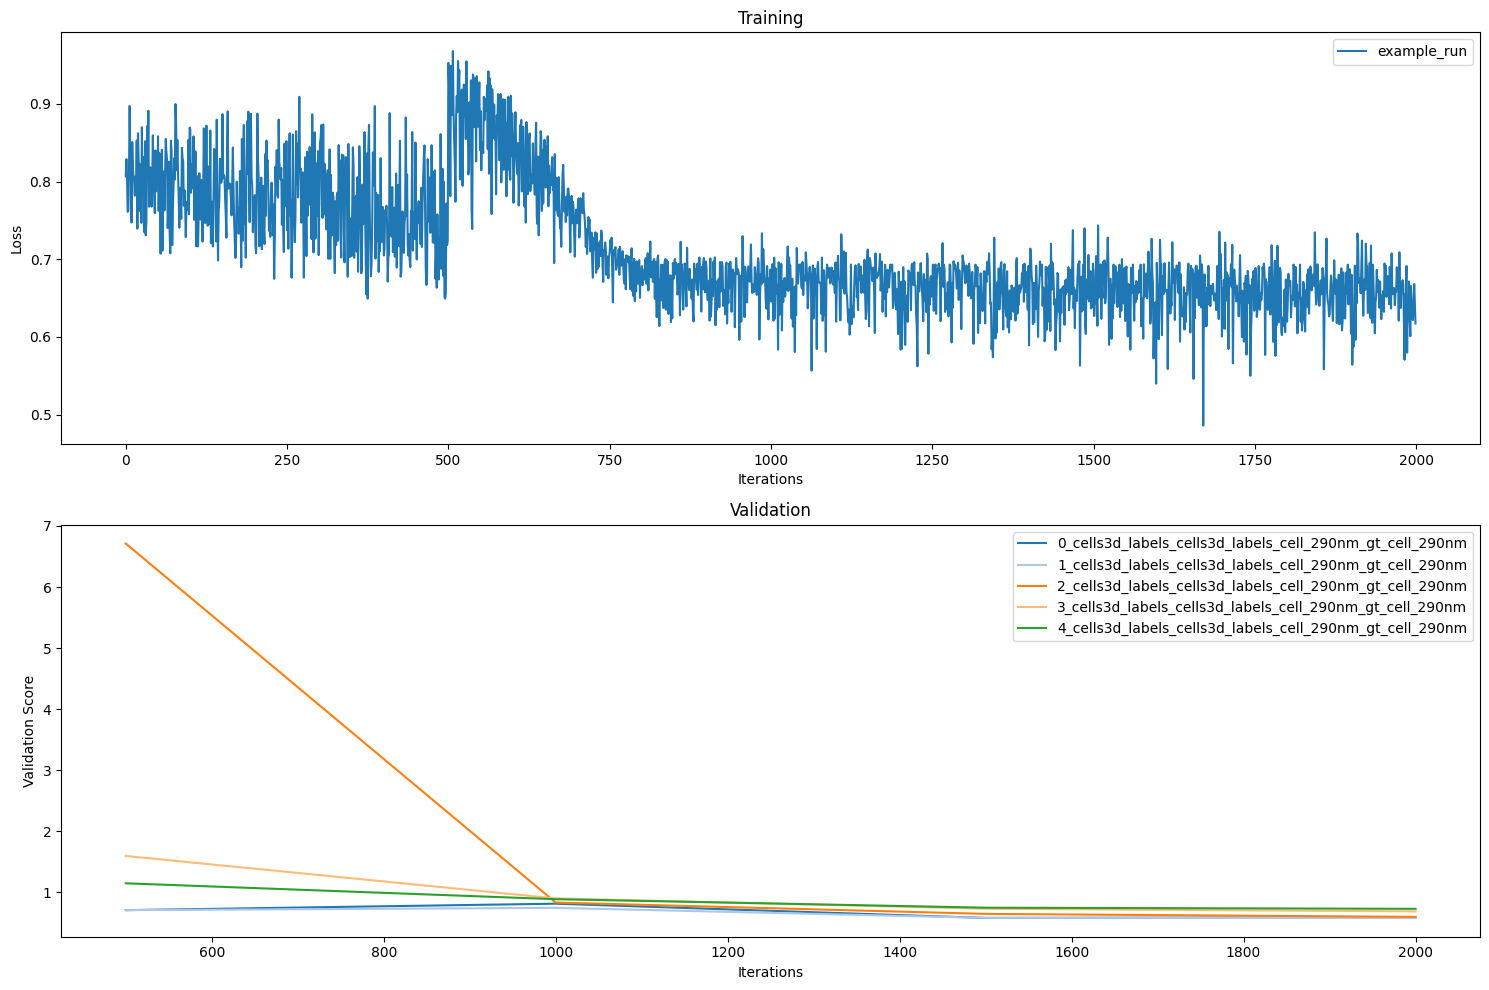 Training
example_run
0.9
0.8
0.7
0.6
0.5
Loss
0 250 500 750 1000 1250 1500 1750 2000
Iterations
Validation
0_cells3d_labels_cells3d_labels_cell_290nm_gt_cell_290nm
1_cells3d_labels_cells3d_labels_cell_290nm_gt_cell_290nm
2_cells3d_labels_cells3d_labels_cell_290nm_gt_cell_290nm
3_cells3d_labels_cells3d_labels_cell_290nm_gt_cell_290nm
4_cells3d_labels_cells3d_labels_cell_290nm_gt_cell_290nm
7
6
5
4
3
2
1
Validation Score
600 800 1000 1200 1400 1600 1800 2000
Iterations